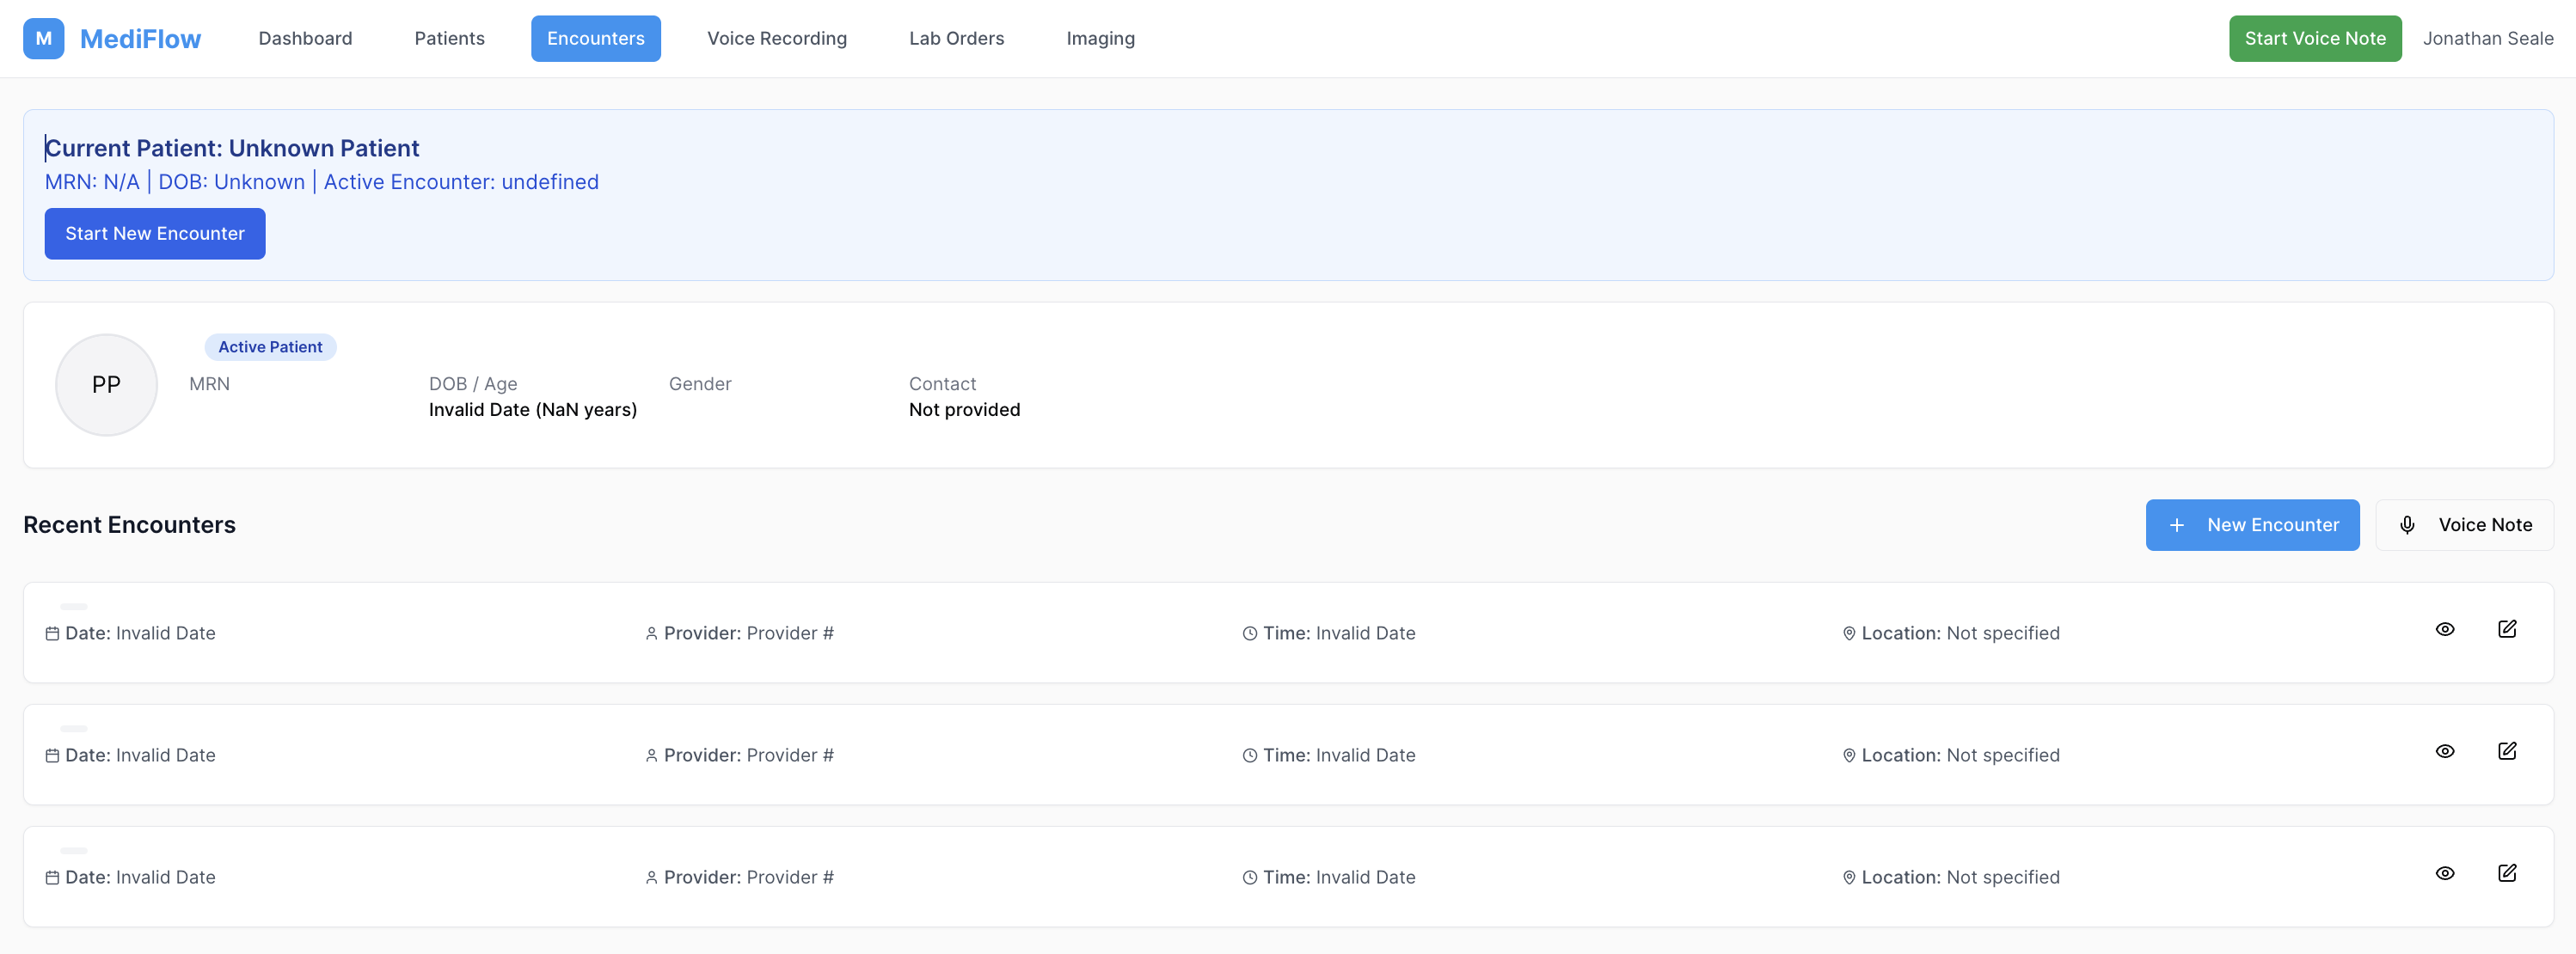 M MediFlow Dashboard Patients Encounters Voice Recording Lab Orders Imaging Start Voice Note Jonathan Seale
Current Patient: Unknown Patient
MRN: N/A | DOB: Unknown | Active Encounter: undefined
Start New Encounter
PP
Active Patient
MRN DOB / Age Gender Contact
Invalid Date (NaN years) Not provided
Recent Encounters New Encounter Voice Note
Date: Invalid Date Provider: Provider # Time: Invalid Date Location: Not specified
Date: Invalid Date Provider: Provider # Time: Invalid Date Location: Not specified
Date: Invalid Date Provider: Provider # Time: Invalid Date Location: Not specified